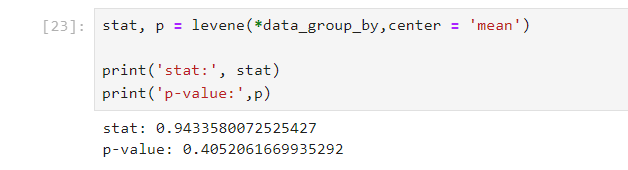 [23]: stat, p = levene(*data_group_by,center = 'mean')
print('stat:', stat)
print('p-value:',p)
stat: 0.9433580072525427
p-value: 0.4052061669935292